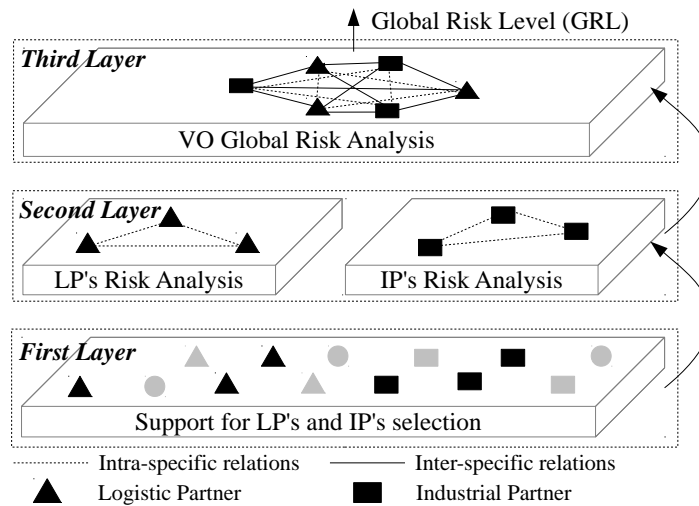 Global Risk Level (GRL)
Third Layer
VO Global Risk Analysis
Second Layer
LP's Risk Analysis
IP's Risk Analysis
First Layer
Support for LP's and IP's selection
Intra-specific relations
Inter-specific relations
Logistic Partner
Industrial Partner